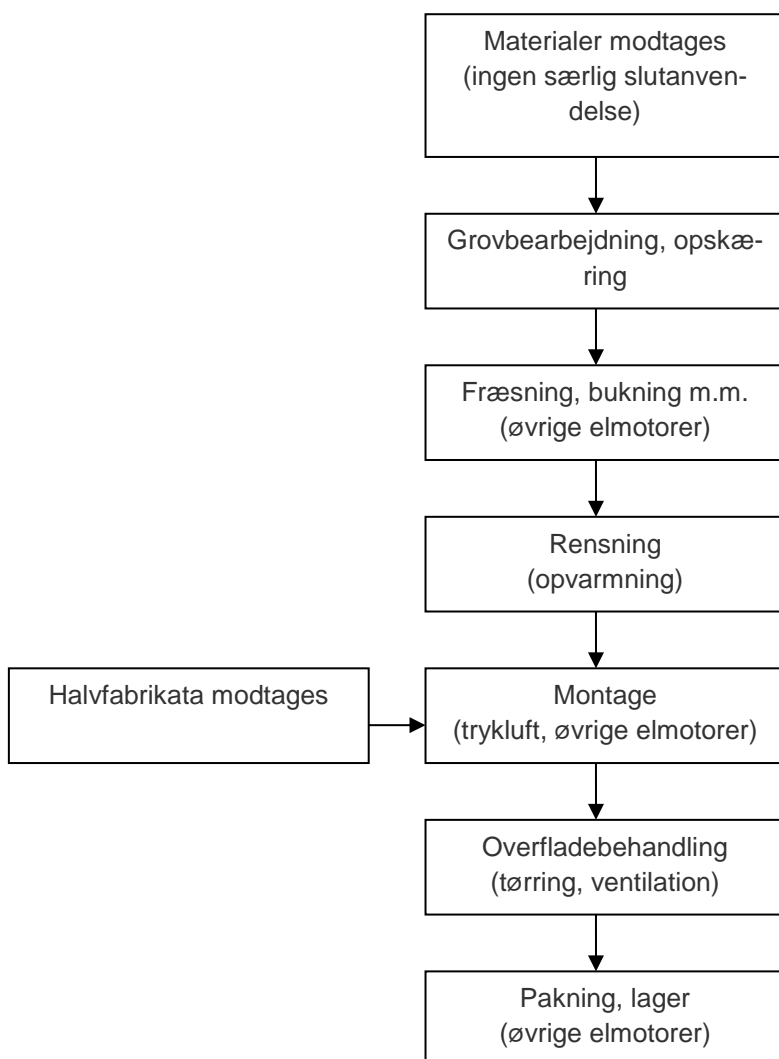 Materialer modtages
(ingen særlig slutanven-
delse)
Grovbearbejdning, opskæ-
ring
Fræsning, bukning m.m.
(øvrige elmotorer)
Rensning
(opvarmning)
Halvfabrikata modtages
Montage
(trykluft, øvrige elmotorer)
Overfladebehandling
(tørring, ventilation)
Pakning, lager
(øvrige elmotorer)